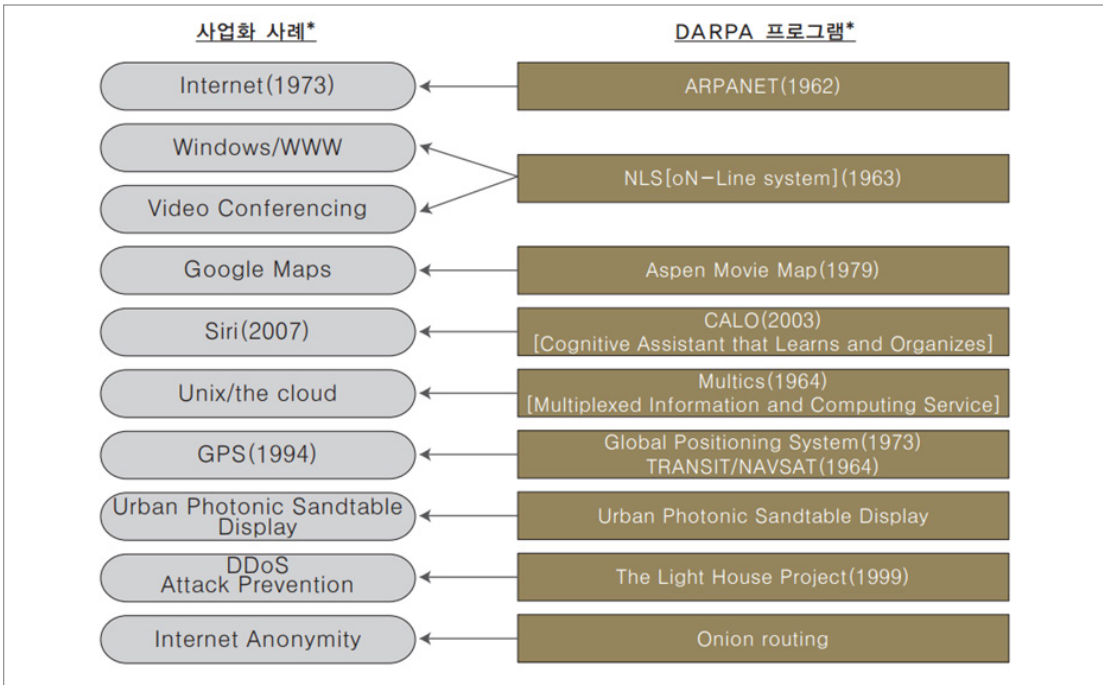 사업화 사례*
DARPA 프로그램*
Internet(1973)
ARPANET(1962)
Windows/WWW
NLS[oN-Line system](1963)
Video Conferencing
Google Maps
Aspen Movie Map(1979)
Siri(2007)
CALO(2003)
[Cognitive Assistant that Learns and Organizes]
Unix/the cloud
Multics(1964)
[Multiplexed Information and Computing Service]
GPS(1994)
Global Positioning System(1973)
TRANSIT/NAVSAT(1964)
Urban Photonic Sandtable
Display
Urban Photonic Sandtable Display
DDoS
Attack Prevention
The Light House Project(1999)
Internet Anonymity
Onion routing